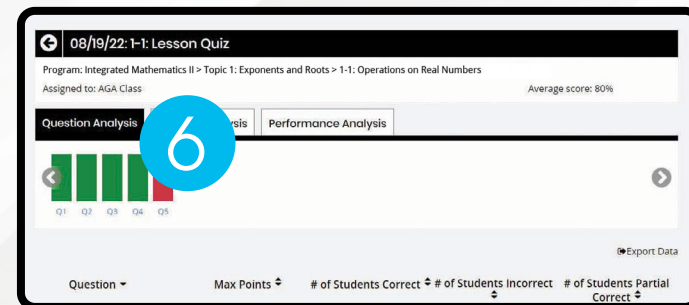 08/19/22: 1-1: Lesson Quiz
Program: Integrated Mathematics II > Topic 1: Exponents and Roots > 1-1: Operations on Real Numbers
Assigned to: AGA Class Average score: 80%
Question Analysis Performance Analysis
6
Q1 Q2 Q3 Q4 Q5
Export Data
Question Max Points # of Students Correct # of Students Incorrect # of Students Partial
Correct